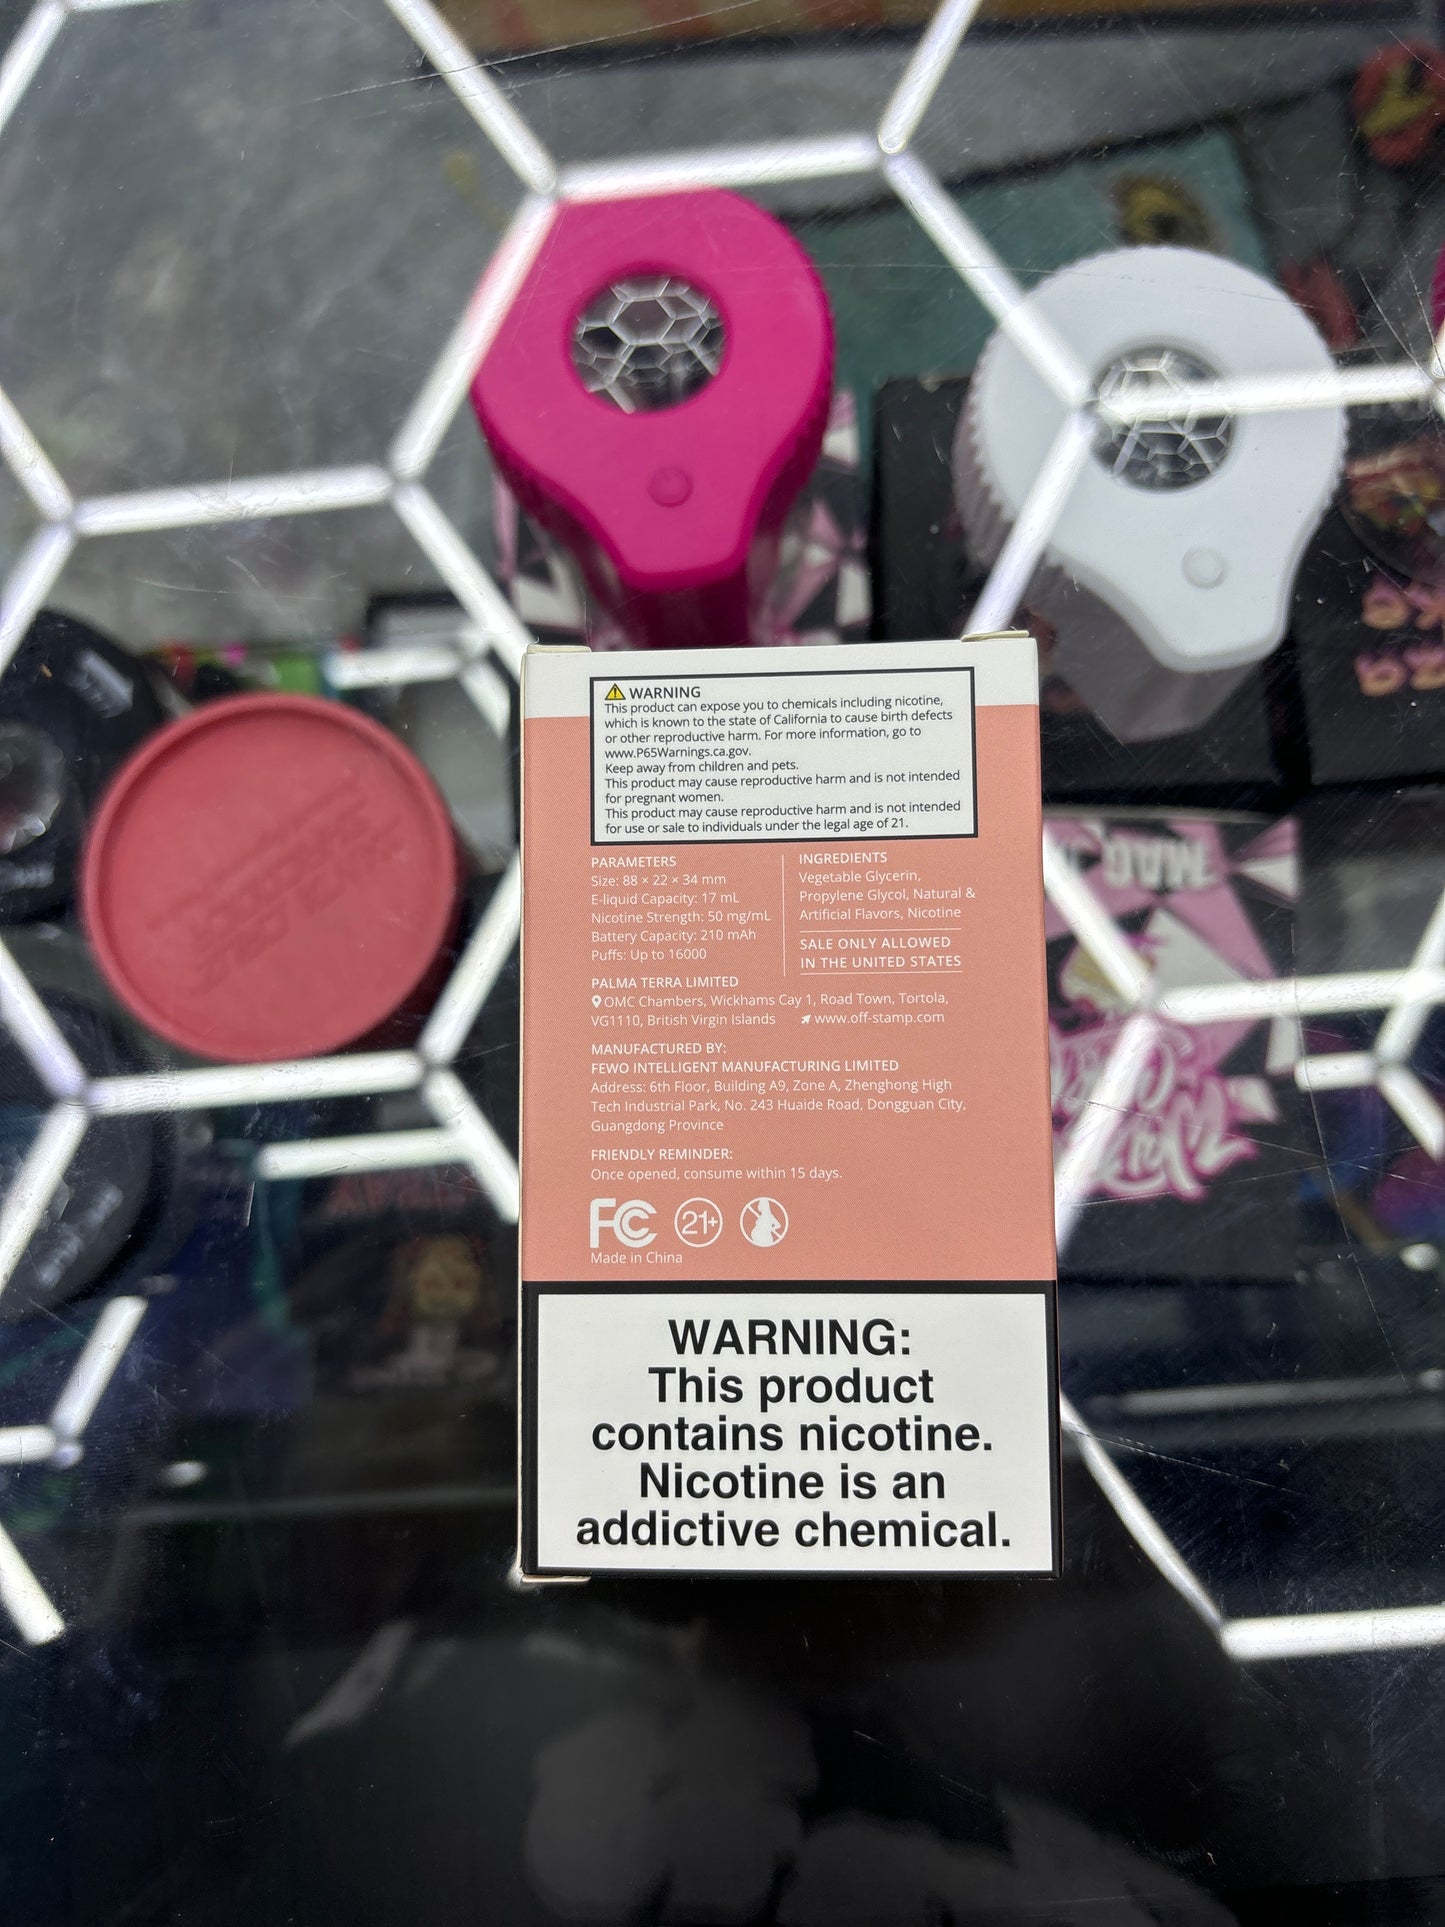 WARNING
This product can expose you to chemicals including nicotine,
which is known to the state of California to cause birth defects
or other reproductive harm. For more information, go to
www.P65Warnings.ca.gov.
Keep away from children and pets.
This product may cause reproductive harm and is not intended
for pregnant women.
This product may cause reproductive harm and is not intended
for use or sale to individuals under the legal age of 21.
PARAMETERS
Size: 88 × 22 × 34 mm
E-liquid Capacity: 17 mL
Nicotine Strength: 50 mg/mL
Battery Capacity: 210 mAh
Puffs: Up to 16000
INGREDIENTS
Vegetable Glycerin,
Propylene Glycol, Natural &
Artificial Flavors, Nicotine
SALE ONLY ALLOWED
IN THE UNITED STATES
PALMA TERRA LIMITED
OMC Chambers, Wickhams Cay 1, Road Town, Tortola,
VG1110, British Virgin Islands www.off-stamp.com
MANUFACTURED BY:
FEWO INTELLIGENT MANUFACTURING LIMITED
Address: 6th Floor, Building A9, Zone A, Zhenghong High
Tech Industrial Park, No. 243 Huaide Road, Dongguan City,
Guangdong Province
FRIENDLY REMINDER:
Once opened, consume within 15 days.
FC 21+
Made in China
WARNING:
This product
contains nicotine.
Nicotine is an
addictive chemical.
MAG